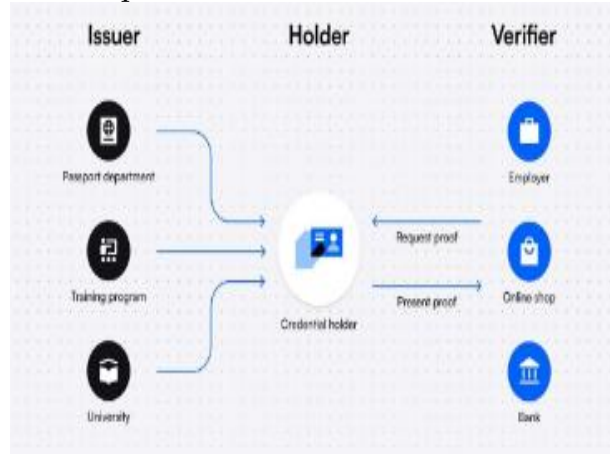 Issuer
Holder
Verifier
Passport department
Employer
Request proof
Training program
Present proof
Online shop
Credential holder
University
Bank